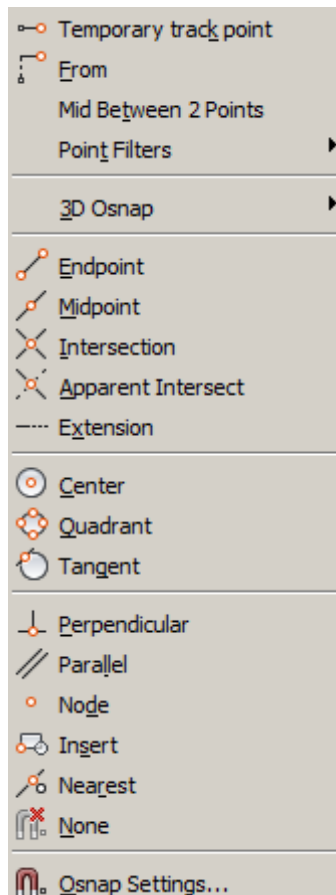 Temporary track point
From
Mid Between 2 Points
Point Filters
3D Osnap
Endpoint
Midpoint
Intersection
Apparent Intersect
Extension
Center
Quadrant
Tangent
Perpendicular
Parallel
Node
Insert
Nearest
None
Osnap Settings...